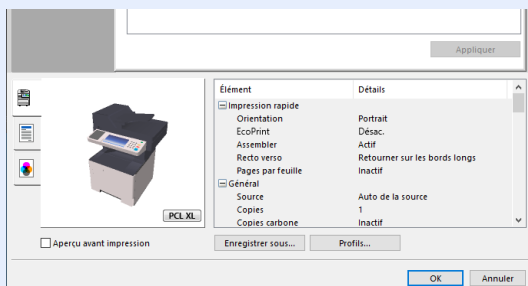 Appliquer
Élément Détails
Impression rapide
Orientation Portrait
EcoPrint Désac.
Assembler Actif
Recto verso Retourner sur les bords longs
Pages par feuille Inactif
Général
Source Auto de la source
Copies 1
Copies carbone Inactif
PCL XL
Aperçu avant impression Enregistrer sous... Profils...
OK Annuler